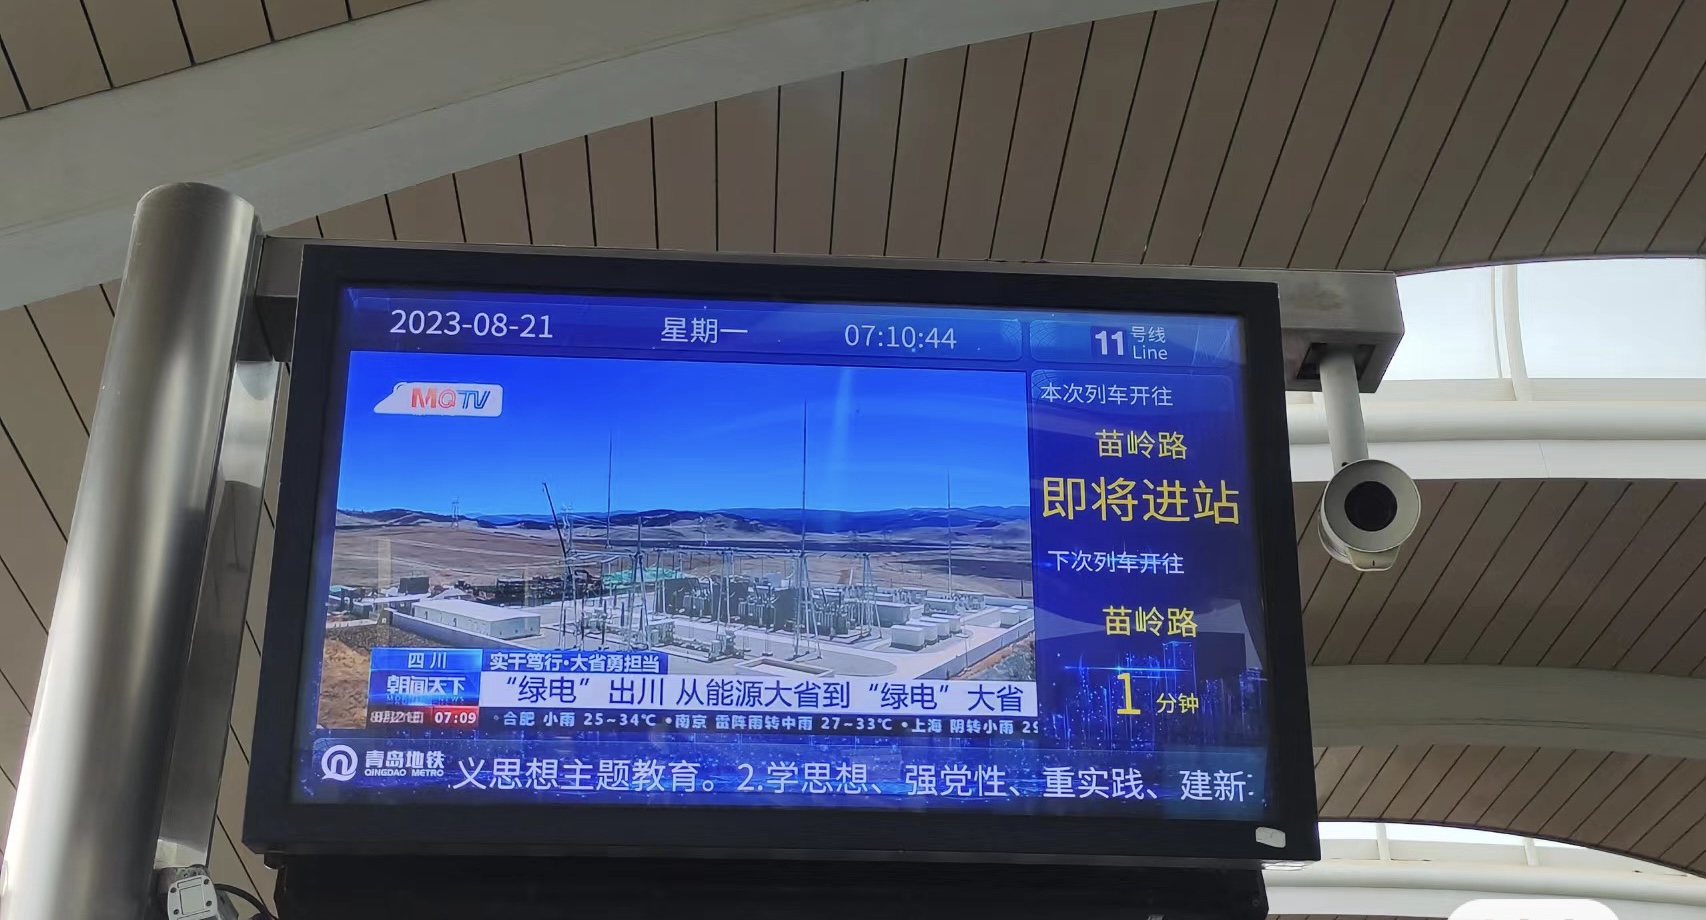 2023-08-21 星期一 07:10:44
11 号线
Line
MQTV
本次列车开往
苗岭路
即将进站
下次列车开往
苗岭路
1 分钟
四川 实干笃行·大省勇担当
朝闻天下 “绿电”出川 从能源大省到“绿电”大省
8月21日 07:09 •合肥 小雨 25~34℃ •南京 雷阵雨转中雨 27~33℃ •上海 阴转小雨 29
青岛地铁
QINGDAO METRO
义思想主题教育。2.学思想、强党性、重实践、建新